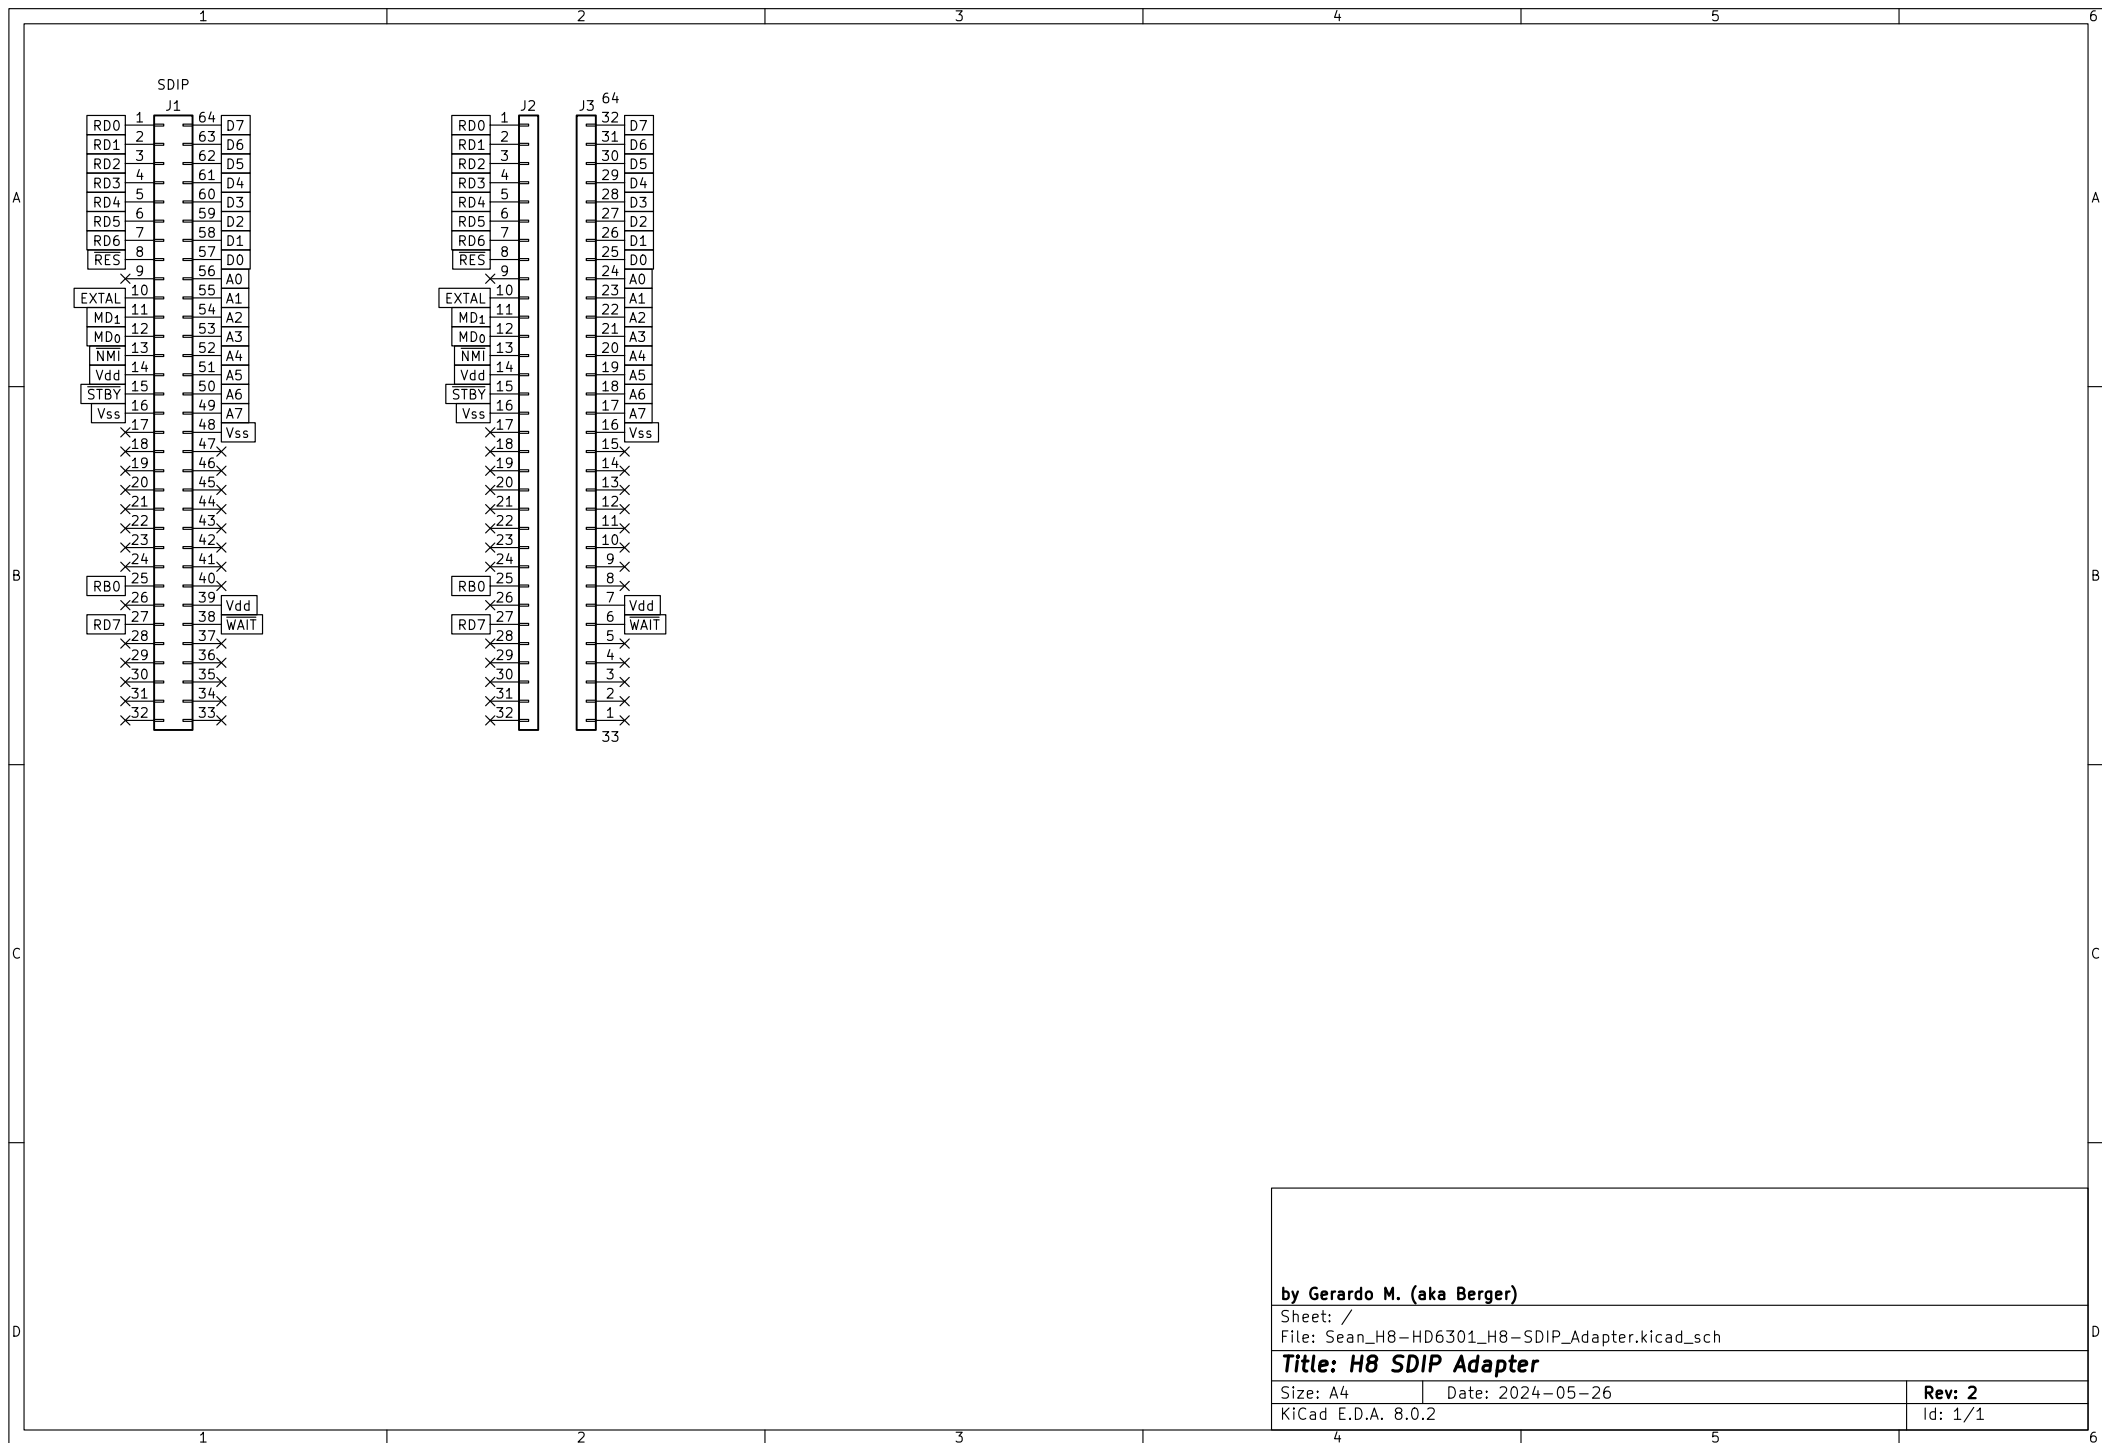 1 2 3 4 5 6
SDIP
J1
RD0 1 64 D7
RD1 2 63 D6
RD2 3 62 D5
RD3 4 61 D4
RD4 5 60 D3
RD5 6 59 D2
RD6 7 58 D1
RES 8 57 D0
9 56 A0
EXTAL 10 55 A1
MD1 11 54 A2
MD0 12 53 A3
NMI 13 52 A4
Vdd 14 51 A5
STBY 15 50 A6
Vss 16 49 A7
17 48 Vss
18 47
19 46
20 45
21 44
22 43
23 42
24 41
RB0 25 40
26 39 Vdd
RD7 27 38 WAIT
28 37
29 36
30 35
31 34
32 33
J2 J3 64
RD0 1 32 D7
RD1 2 31 D6
RD2 3 30 D5
RD3 4 29 D4
RD4 5 28 D3
RD5 6 27 D2
RD6 7 26 D1
RES 8 25 D0
9 24 A0
EXTAL 10 23 A1
MD1 11 22 A2
MD0 12 21 A3
NMI 13 20 A4
Vdd 14 19 A5
STBY 15 18 A6
Vss 16 17 A7
17 16 Vss
18 15
19 14
20 13
21 12
22 11
23 10
24 9
RB0 25 8
26 7 Vdd
RD7 27 6 WAIT
28 5
29 4
30 3
31 2
32 1
33
A A
B B
C C
D D
by Gerardo M. (aka Berger)
Sheet: /
File: Sean_H8-HD6301_H8-SDIP_Adapter.kicad_sch
Title: H8 SDIP Adapter
Size: A4 Date: 2024-05-26 Rev: 2
KiCad E.D.A. 8.0.2 Id: 1/1
1 2 3 4 5 6